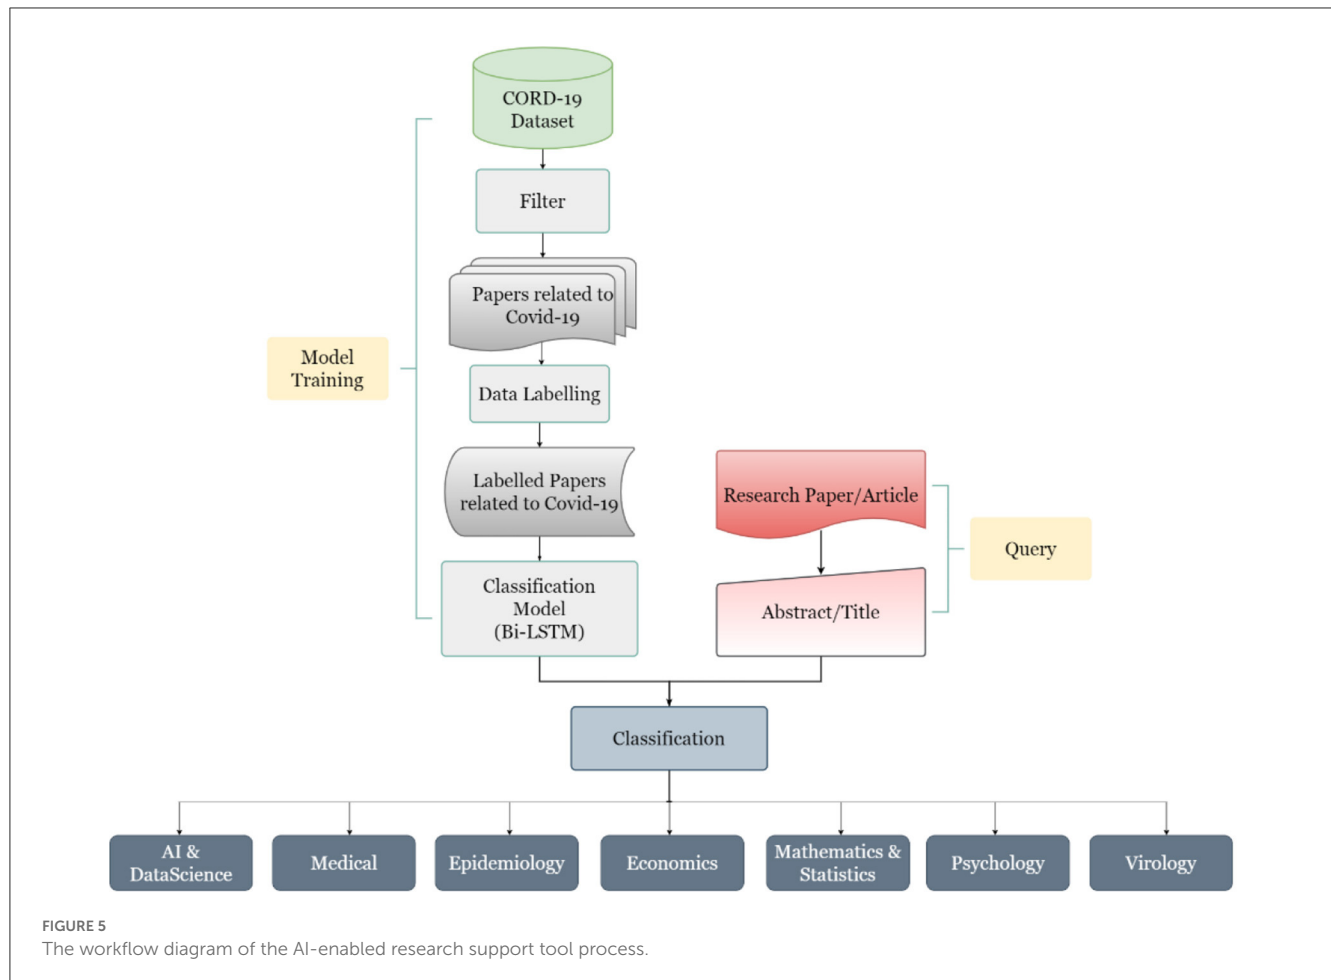 CORD-19
Dataset
Filter
Papers related to
Covid-19
Model
Training
Data Labelling
Labelled Papers
related to Covid-19
Research Paper/Article
Query
Classification
Model
(Bi-LSTM)
Abstract/Title
Classification
AI &
DataScience
Medical
Epidemiology
Economics
Mathematics &
Statistics
Psychology
Virology
FIGURE 5
The workflow diagram of the AI-enabled research support tool process.